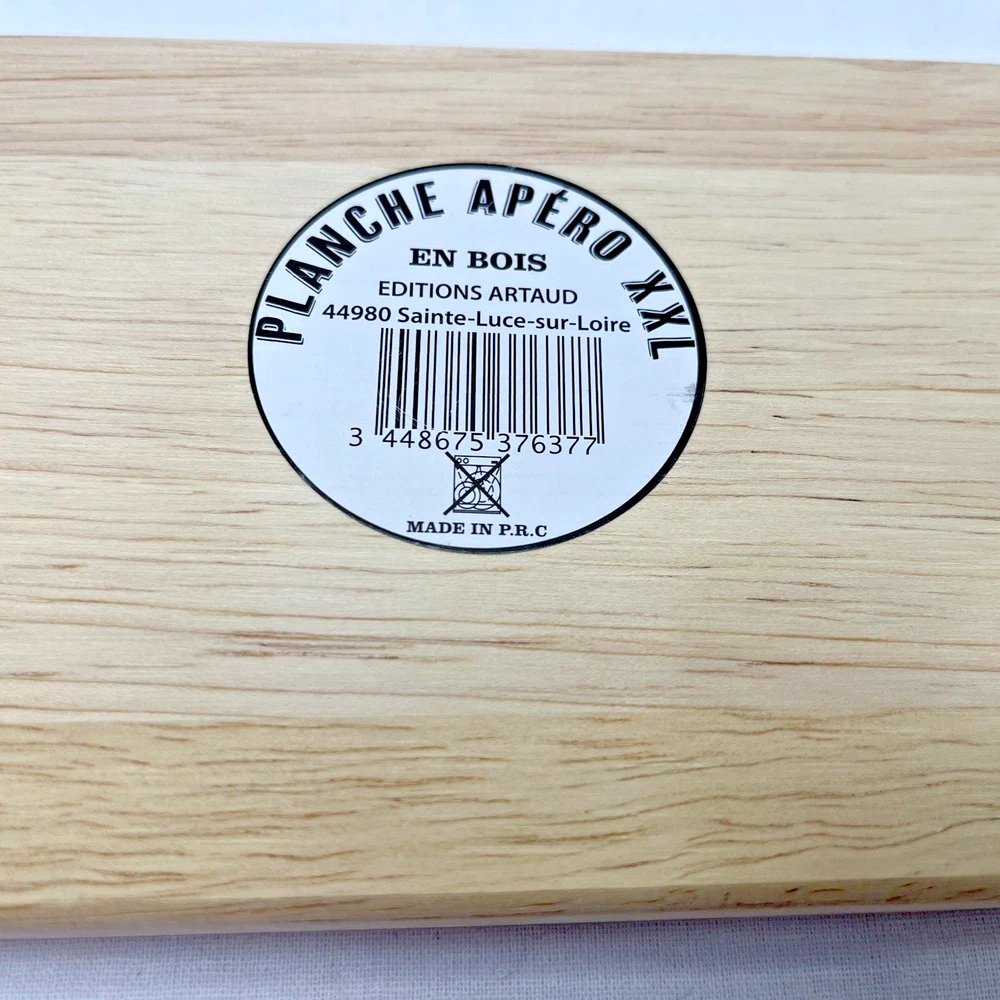 PLANCHE APÉRO XXL
EN BOIS
EDITIONS ARTAUD
44980 Sainte-Luce-sur-Loire
3 448675 376377
MADE IN P.R.C